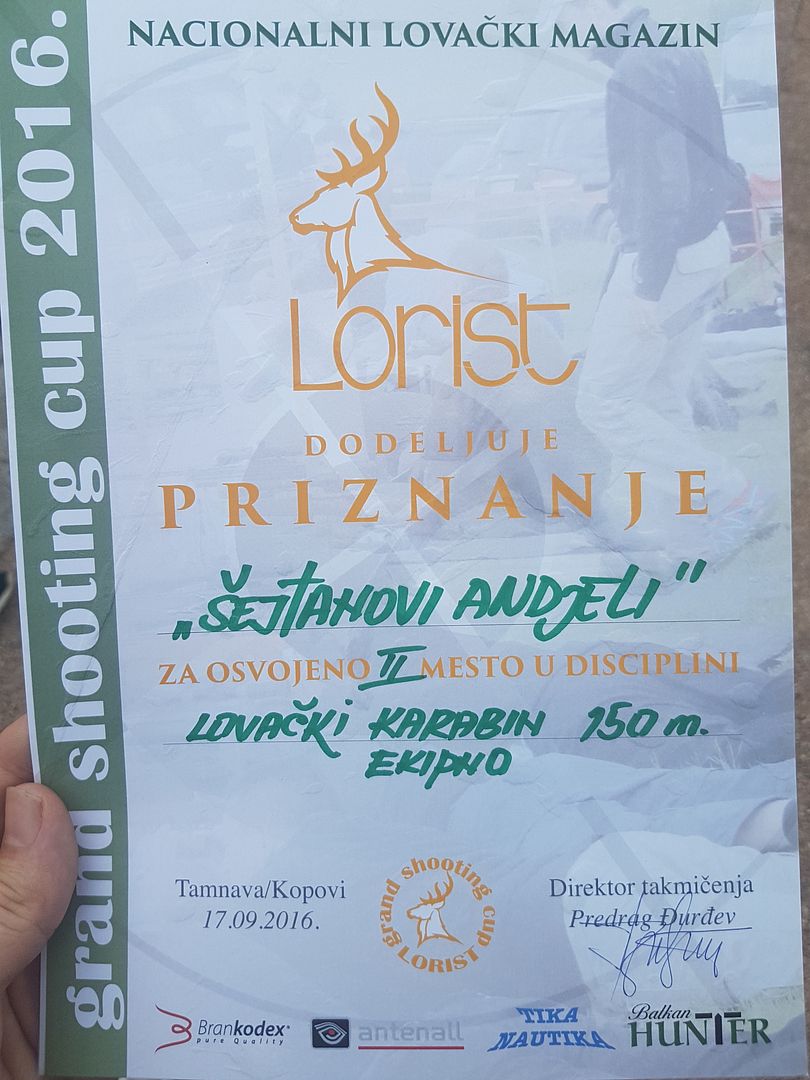 NACIONALNI LOVAČKI MAGAZIN
grand shooting cup 2016.
Lorist
DODELJUJE
PRIZNANJE
„ŠEJTANOVI ANDJELI"
ZA OSVOJENO II MESTO U DISCIPLINI
LOVAČKI KARABIN 150 m.
EKIPNO
Tamnava/Kopovi
17.09.2016.
grand shooting cup
LORIST
Direktor takmičenja
Predrag Đurđev
Brankodex®
pure Quality
antenall
TIKA
NAUTIKA
Balkan
HUNTER